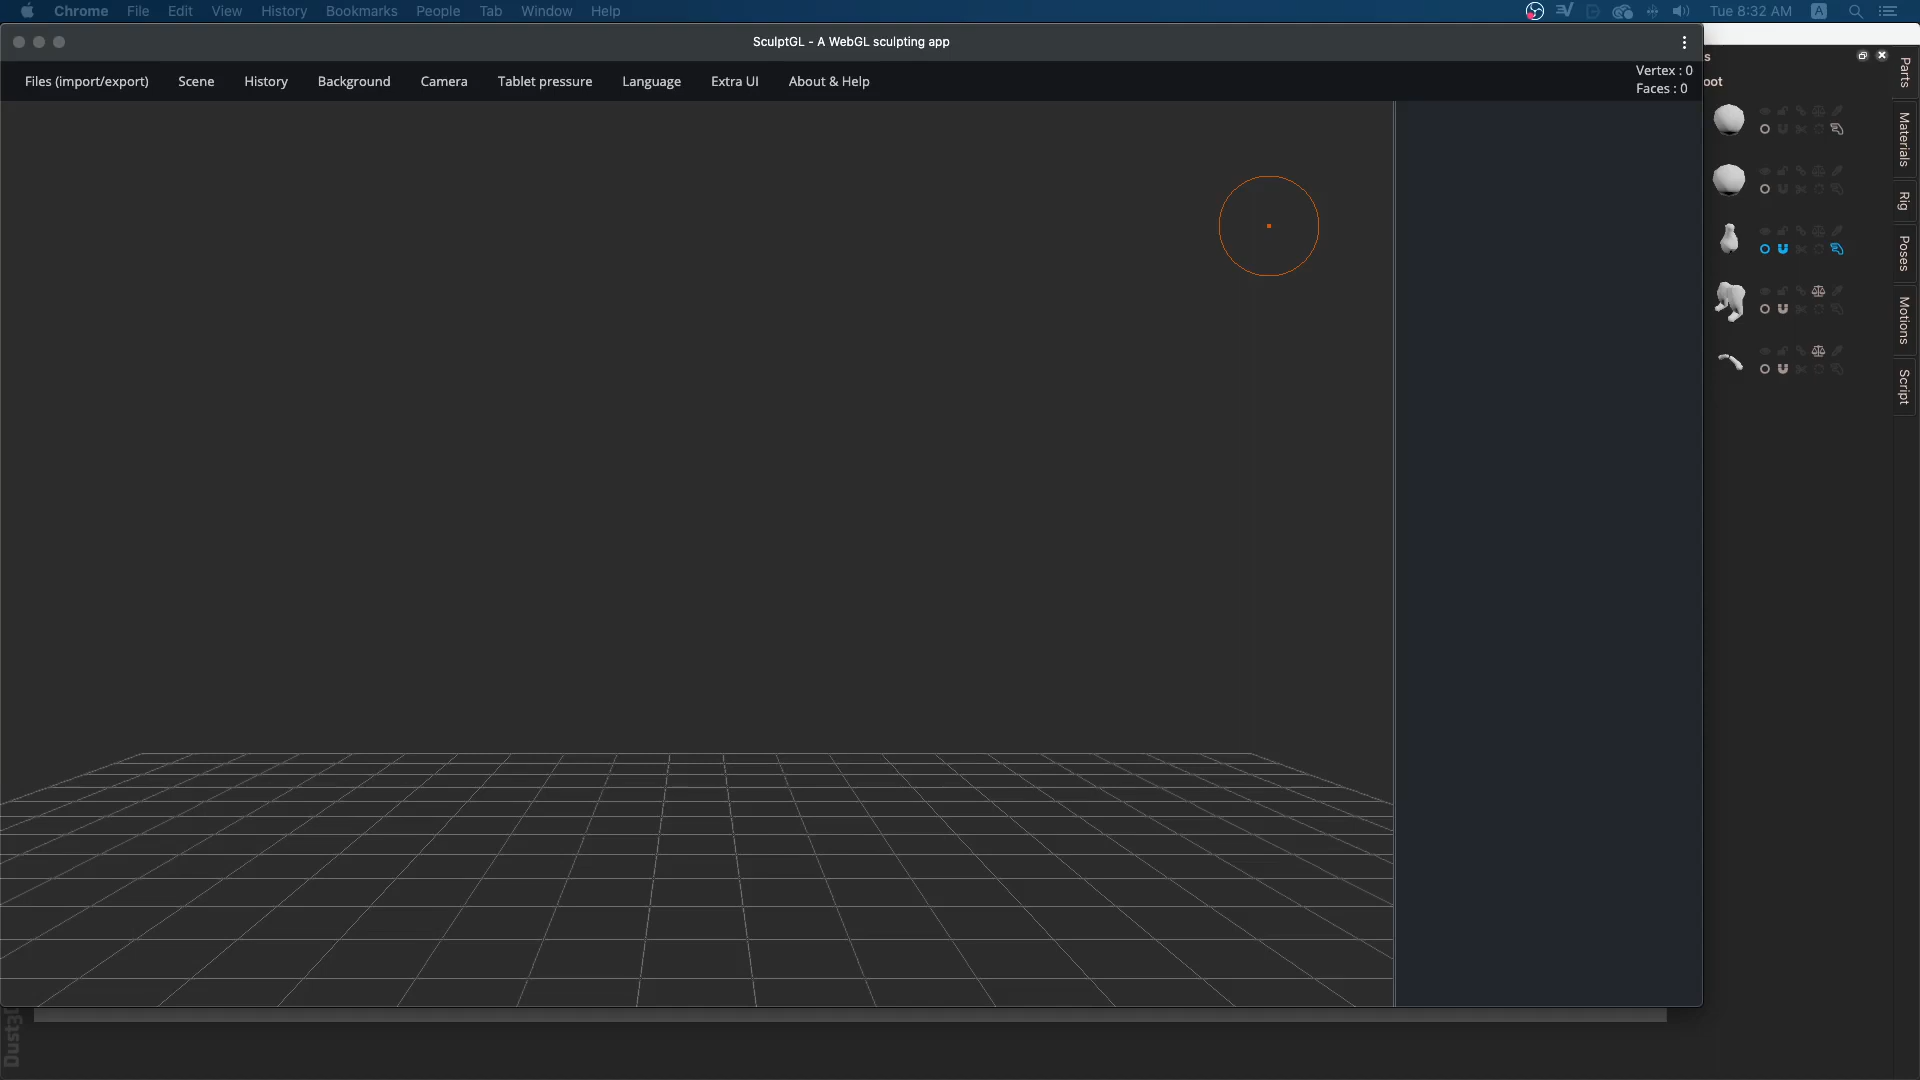 Chrome File Edit View History Bookmarks People Tab Window Help Tue 8:32 AM A
SculptGL - A WebGL sculpting app
Files (import/export) Scene History Background Camera Tablet pressure Language Extra UI About & Help
Vertex : 0
Faces : 0
s
oot
Parts
Materials
Rig
Poses
Motions
Script
Dust3D